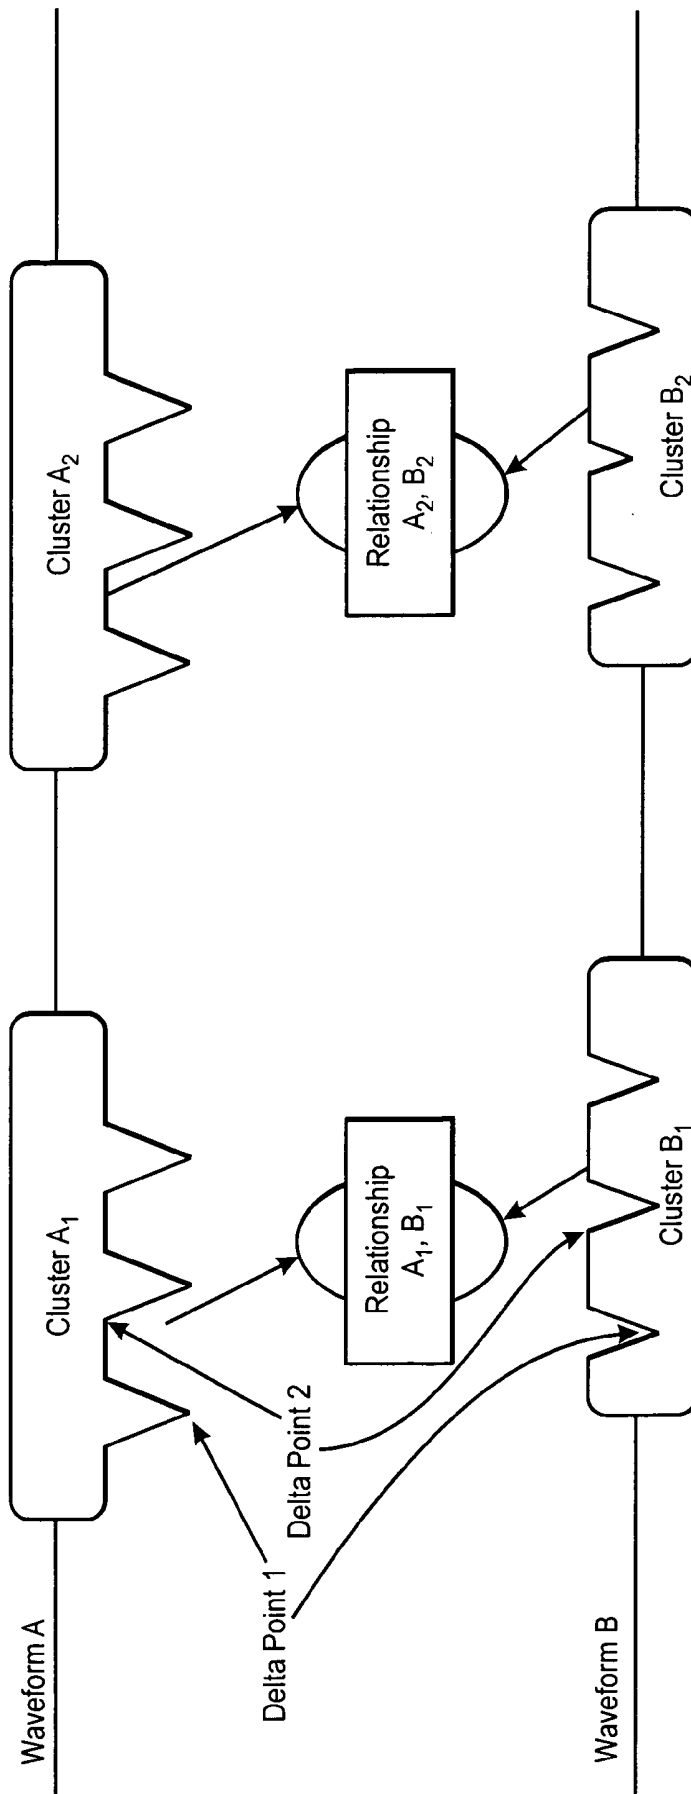 Waveform A
Cluster A₁
Cluster A₂
Delta Point 1
Delta Point 2
Relationship
A₁, B₁
Relationship
A₂, B₂
Waveform B
Cluster B₁
Cluster B₂